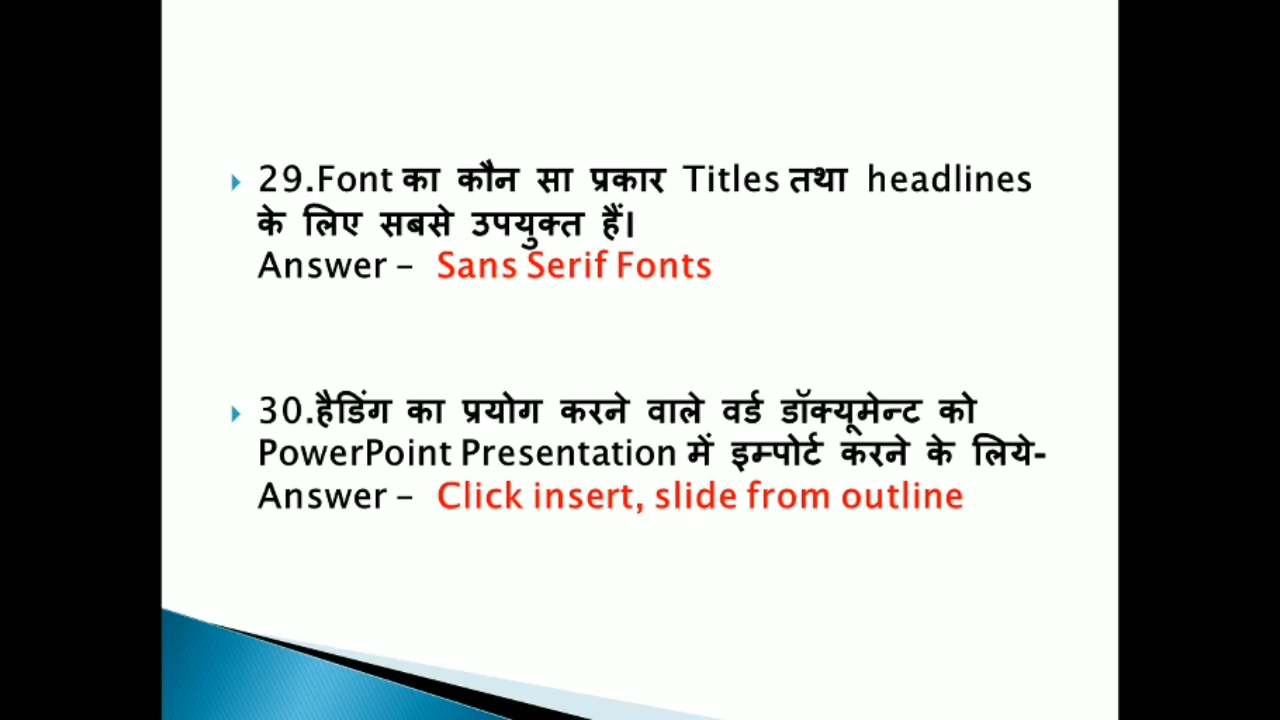 29.Font का कौन सा प्रकार Titles तथा headlines
के लिए सबसे उपयुक्त हैं।
Answer – Sans Serif Fonts
30.हैडिंग का प्रयोग करने वाले वर्ड डॉक्यूमेन्ट को
PowerPoint Presentation में इम्पोर्ट करने के लिये-
Answer – Click insert, slide from outline